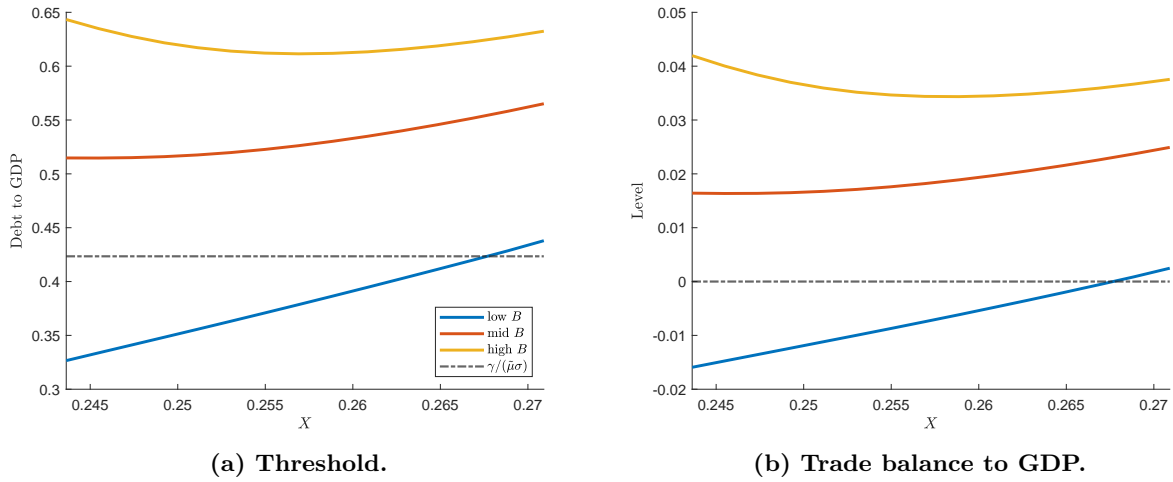 0.65
0.6
0.55
0.5
0.45
0.4
0.35
0.3
Debt to GDP
0.245 0.25 0.255 0.26 0.265 0.27
X
low B
mid B
high B
γ/(μ̃σ)
(a) Threshold.
0.05
0.04
0.03
0.02
0.01
0
-0.01
-0.02
Level
0.245 0.25 0.255 0.26 0.265 0.27
X
(b) Trade balance to GDP.